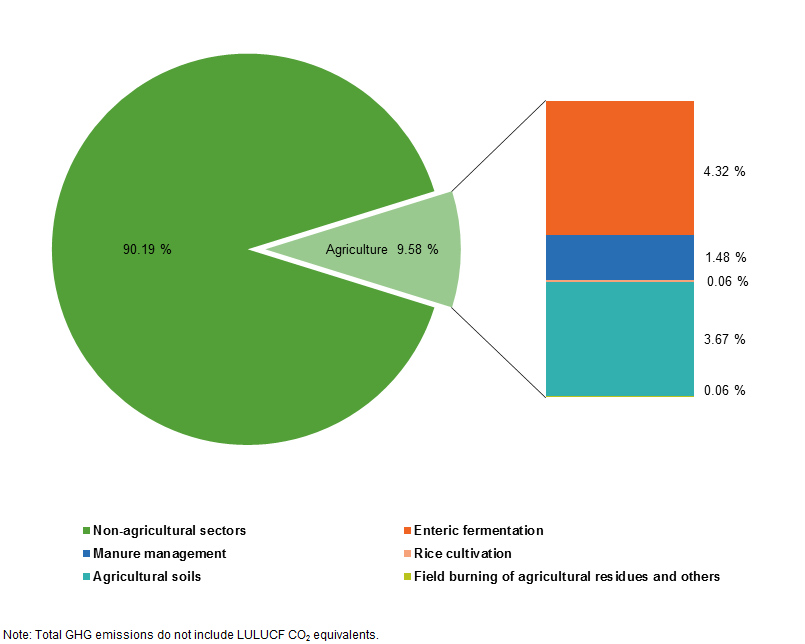 4.32 %
90.19 %
Agriculture 9.58 %
1.48 %
0.06 %
3.67 %
0.06 %
Non-agricultural sectors
Enteric fermentation
Manure management
Rice cultivation
Agricultural soils
Field burning of agricultural residues and others
Note: Total GHG emissions do not include LULUCF CO₂ equivalents.